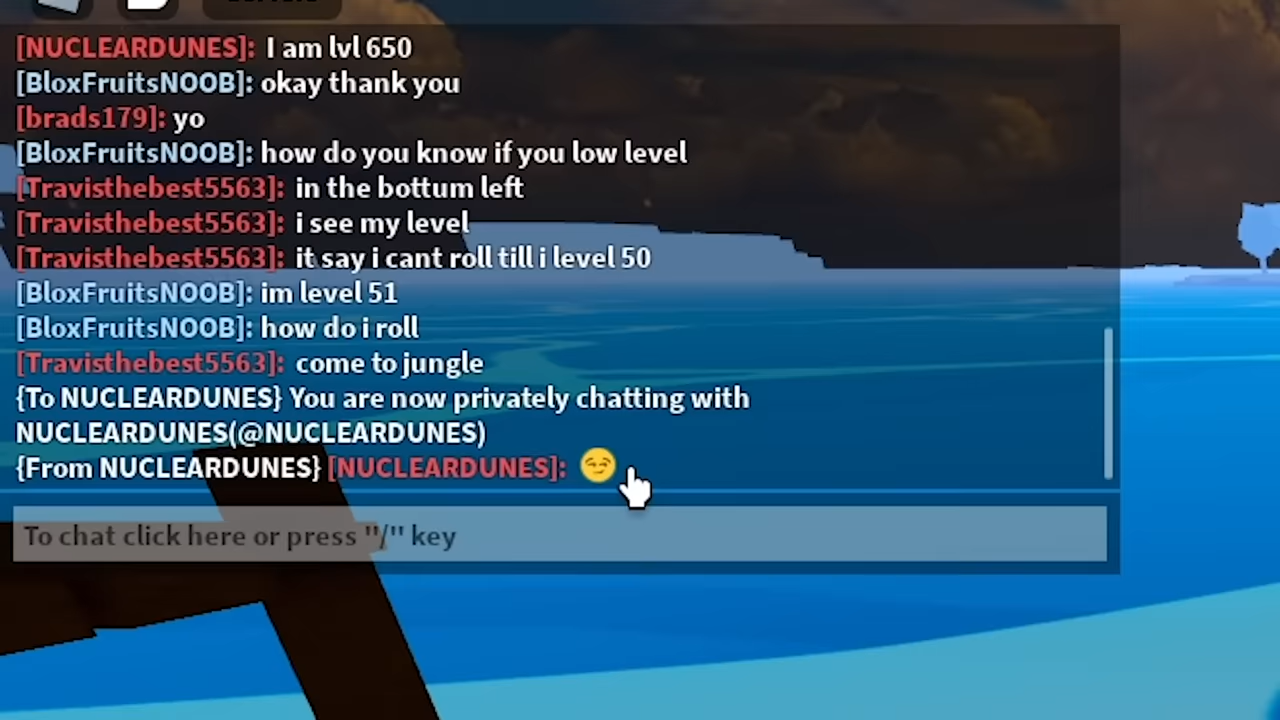 [NUCLEARDUNES]: I am lvl 650
[BloxFruitsNOOB]: okay thank you
[brads179]: yo
[BloxFruitsNOOB]: how do you know if you low level
[Travisthebest5563]: in the bottum left
[Travisthebest5563]: i see my level
[Travisthebest5563]: it say i cant roll till i level 50
[BloxFruitsNOOB]: im level 51
[BloxFruitsNOOB]: how do i roll
[Travisthebest5563]: come to jungle
{To NUCLEARDUNES} You are now privately chatting with
NUCLEARDUNES(@NUCLEARDUNES)
{From NUCLEARDUNES} [NUCLEARDUNES]: 😏
To chat click here or press "/" key